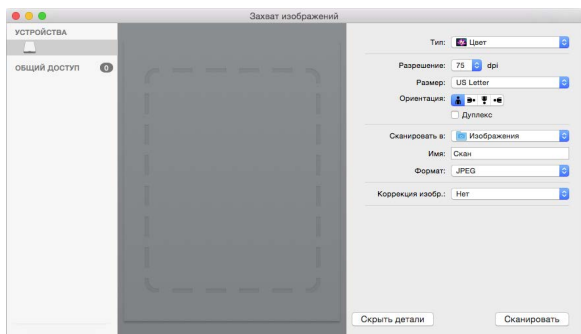 Захват изображений
УСТРОЙСТВА
ОБЩИЙ ДОСТУП 0
Тип: Цвет
Разрешение: 75 dpi
Размер: US Letter
Ориентация:
Дуплекс
Сканировать в: Изображения
Имя: Скан
Формат: JPEG
Коррекция изобр.: Нет
Скрыть детали Сканировать